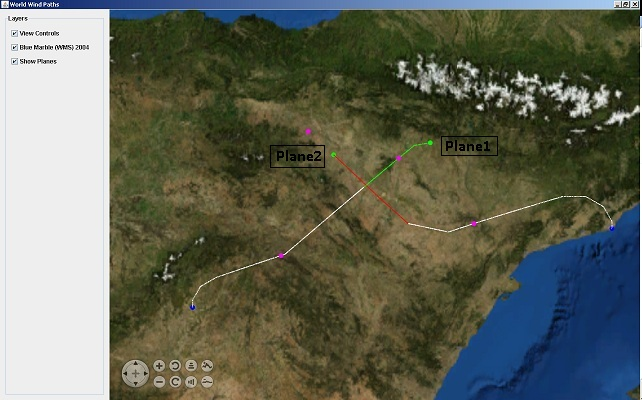 World Wind Paths
Layers
View Controls
Blue Marble (WMS) 2004
Show Planes
Plane1
Plane2